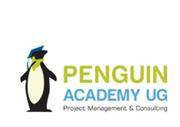 PENGUIN
ACADEMY UG
Project Management & Consulting